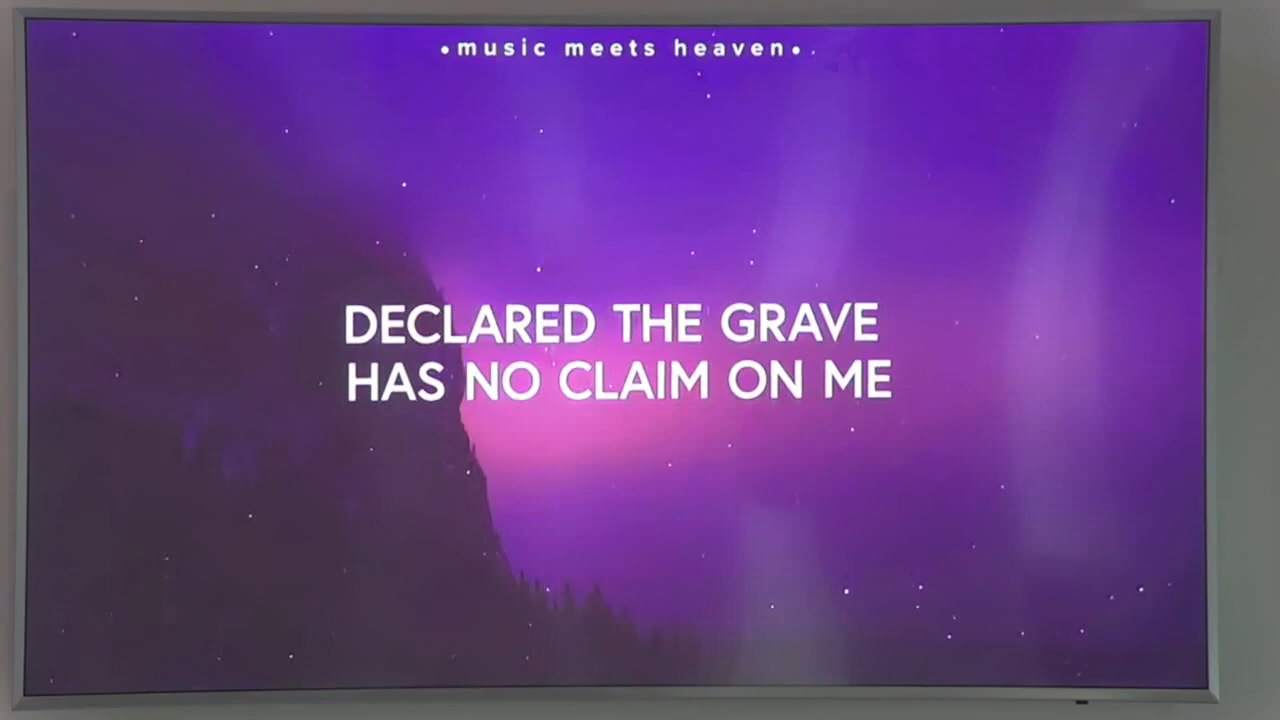 •music meets heaven•
DECLARED THE GRAVE
HAS NO CLAIM ON ME